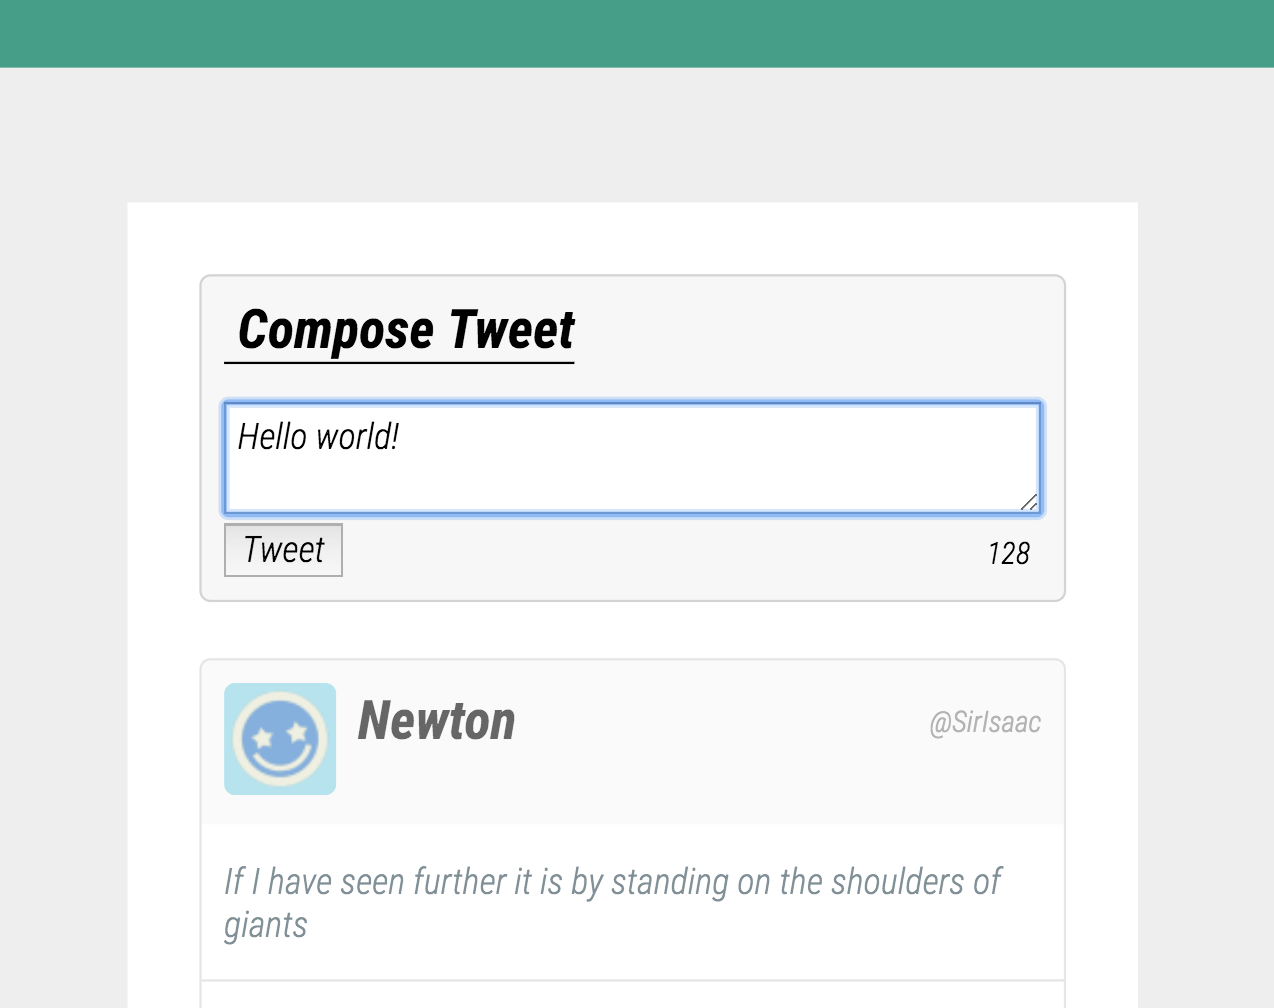 Compose Tweet
Hello world!
Tweet
128
Newton
@SirIsaac
If I have seen further it is by standing on the shoulders of
giants